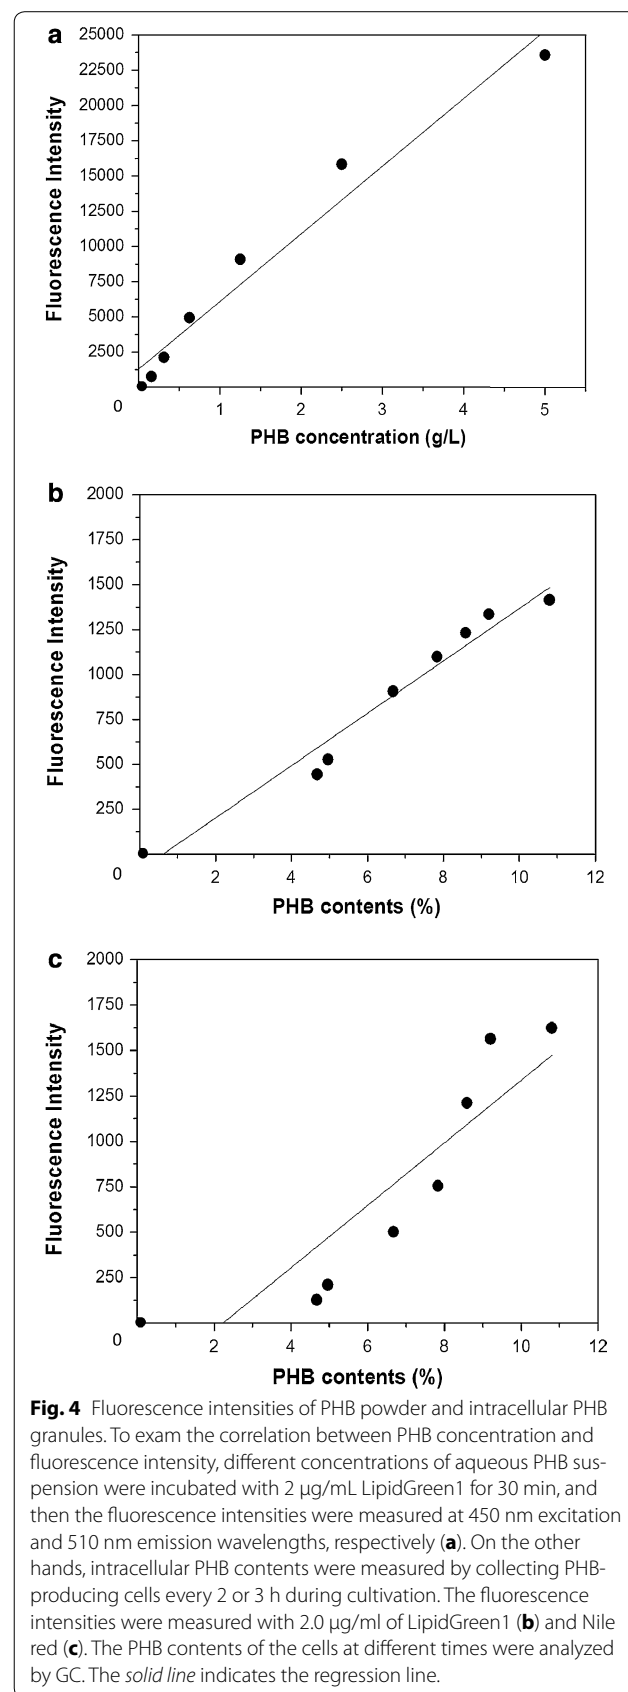 a
25000
22500
20000
17500
15000
12500
10000
7500
5000
2500
0
Fluorescence Intensity
1 2 3 4 5
PHB concentration (g/L)
b
2000
1750
1500
1250
1000
750
500
250
0
Fluorescence Intensity
2 4 6 8 10 12
PHB contents (%)
c
2000
1750
1500
1250
1000
750
500
250
0
Fluorescence Intensity
2 4 6 8 10 12
PHB contents (%)
Fig. 4 Fluorescence intensities of PHB powder and intracellular PHB
granules. To exam the correlation between PHB concentration and
fluorescence intensity, different concentrations of aqueous PHB sus-
pension were incubated with 2 µg/mL LipidGreen1 for 30 min, and
then the fluorescence intensities were measured at 450 nm excitation
and 510 nm emission wavelengths, respectively (a). On the other
hands, intracellular PHB contents were measured by collecting PHB-
producing cells every 2 or 3 h during cultivation. The fluorescence
intensities were measured with 2.0 µg/ml of LipidGreen1 (b) and Nile
red (c). The PHB contents of the cells at different times were analyzed
by GC. The solid line indicates the regression line.